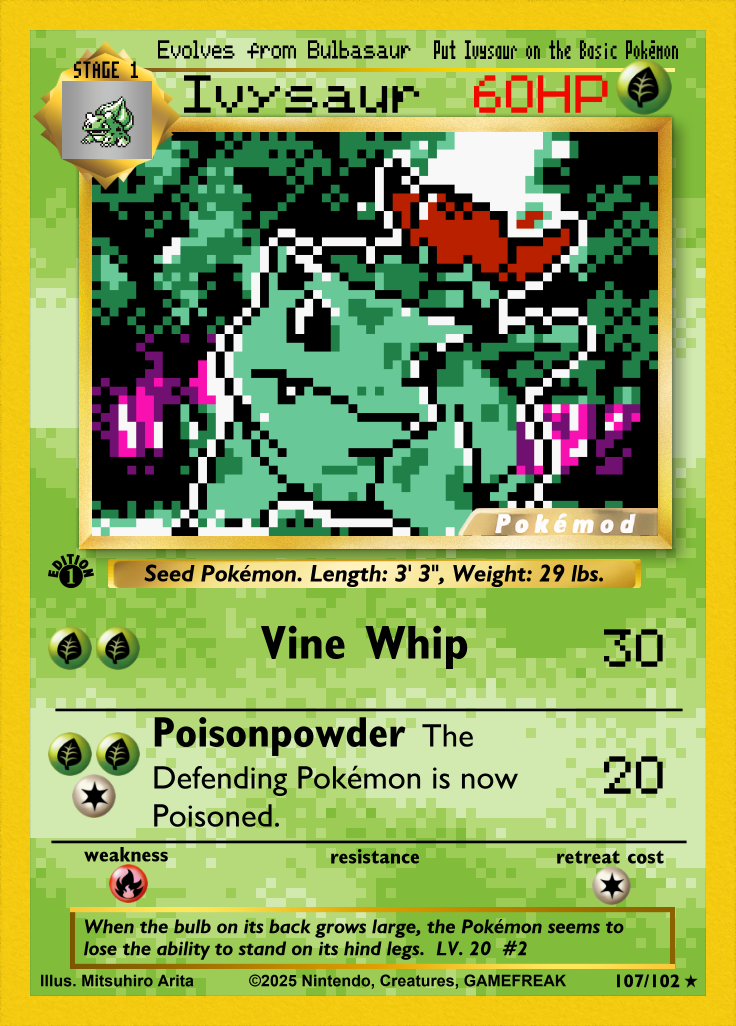 Evolves from Bulbasaur Put Ivysaur on the Basic Pokémon
STAGE 1
Ivysaur 60HP
Pokémod
EDITION
1
Seed Pokémon. Length: 3' 3", Weight: 29 lbs.
Vine Whip 30
Poisonpowder The
Defending Pokémon is now
Poisoned.
20
weakness resistance retreat cost
When the bulb on its back grows large, the Pokémon seems to
lose the ability to stand on its hind legs. LV. 20 #2
Illus. Mitsuhiro Arita ©2025 Nintendo, Creatures, GAMEFREAK 107/102 ★